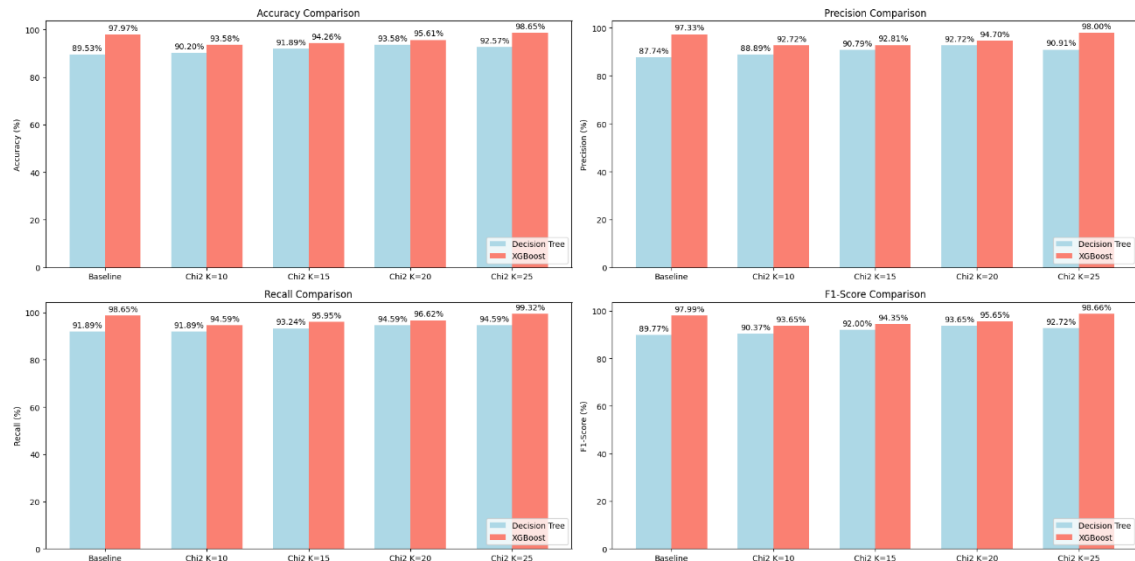 Accuracy Comparison
Accuracy (%)
100
80
60
40
20
0
89.53% 97.97% 90.20% 93.58% 91.89% 94.26% 93.58% 95.61% 92.57% 98.65%
Decision Tree
XGBoost
Baseline Chi2 K=10 Chi2 K=15 Chi2 K=20 Chi2 K=25
Precision Comparison
Precision (%)
100
80
60
40
20
0
87.74% 97.33% 88.89% 92.72% 90.79% 92.81% 92.72% 94.70% 90.91% 98.00%
Decision Tree
XGBoost
Baseline Chi2 K=10 Chi2 K=15 Chi2 K=20 Chi2 K=25
Recall Comparison
Recall (%)
100
80
60
40
20
0
91.89% 98.65% 91.89% 94.59% 93.24% 95.95% 94.59% 96.62% 94.59% 99.32%
Decision Tree
XGBoost
Baseline Chi2 K=10 Chi2 K=15 Chi2 K=20 Chi2 K=25
F1-Score Comparison
F1-Score (%)
100
80
60
40
20
0
89.77% 97.99% 90.37% 93.65% 92.00% 94.35% 93.65% 95.65% 92.72% 98.66%
Decision Tree
XGBoost
Baseline Chi2 K=10 Chi2 K=15 Chi2 K=20 Chi2 K=25